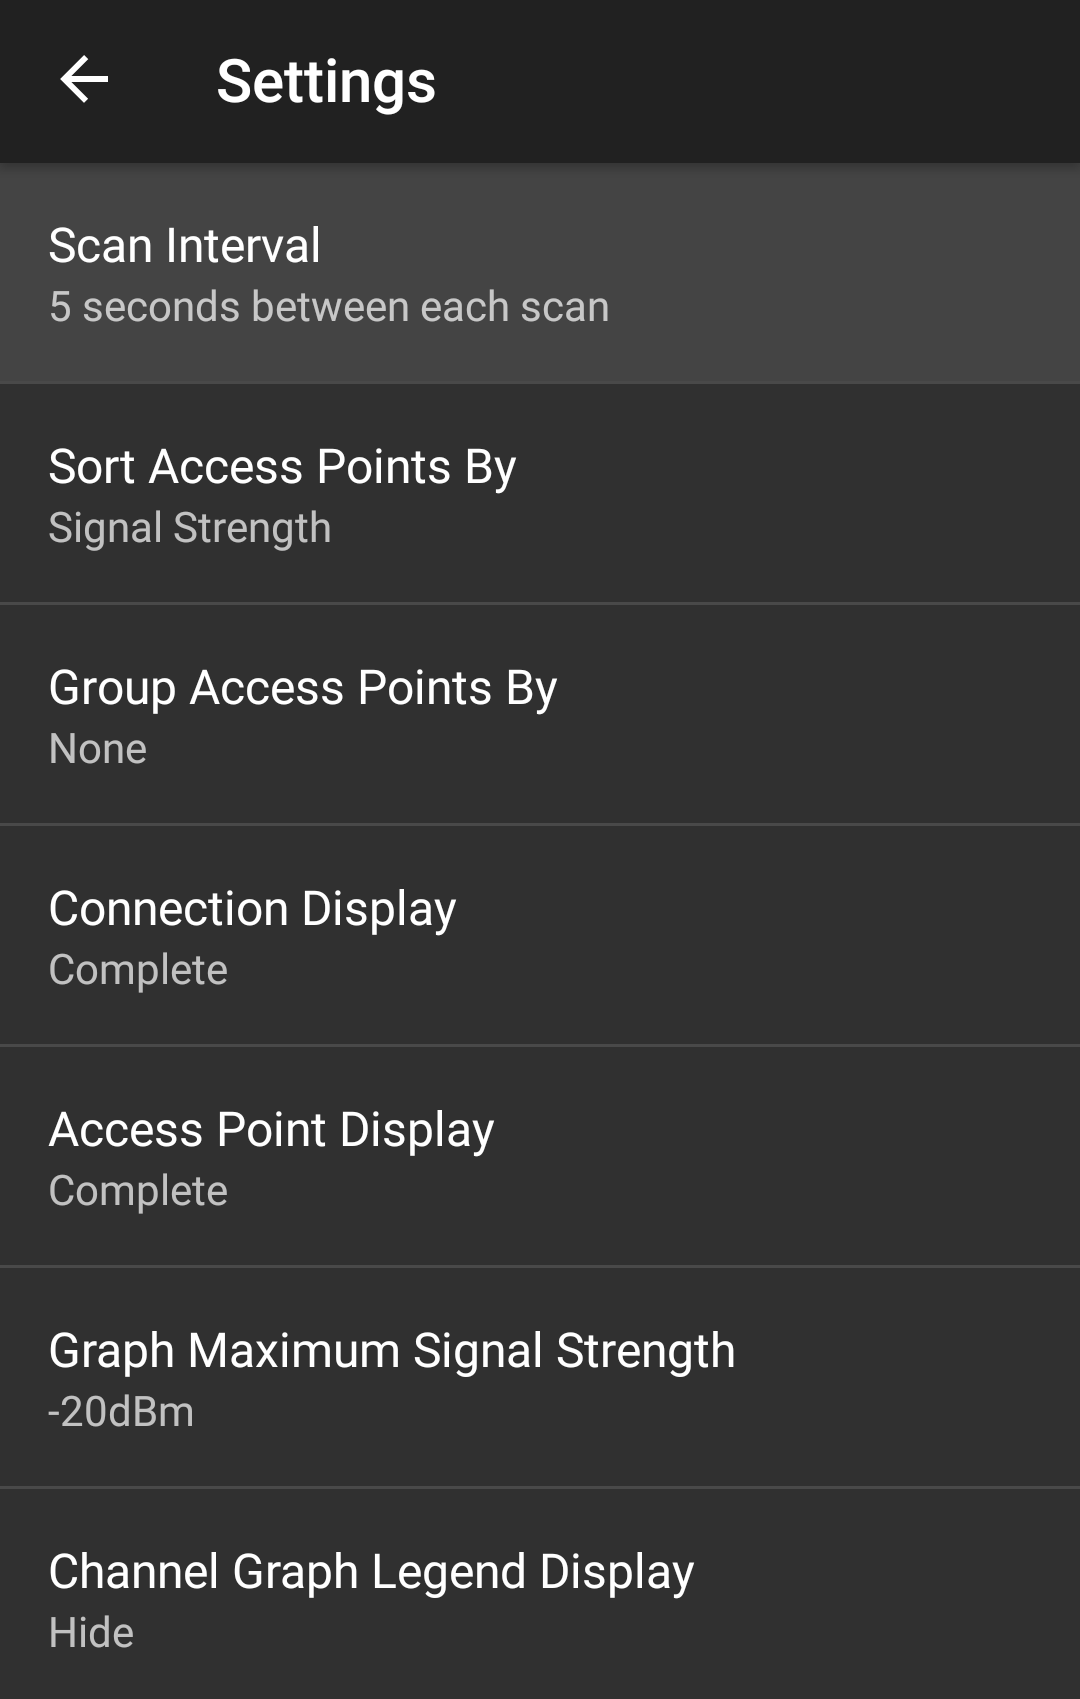 Settings
Scan Interval
5 seconds between each scan
Sort Access Points By
Signal Strength
Group Access Points By
None
Connection Display
Complete
Access Point Display
Complete
Graph Maximum Signal Strength
-20dBm
Channel Graph Legend Display
Hide